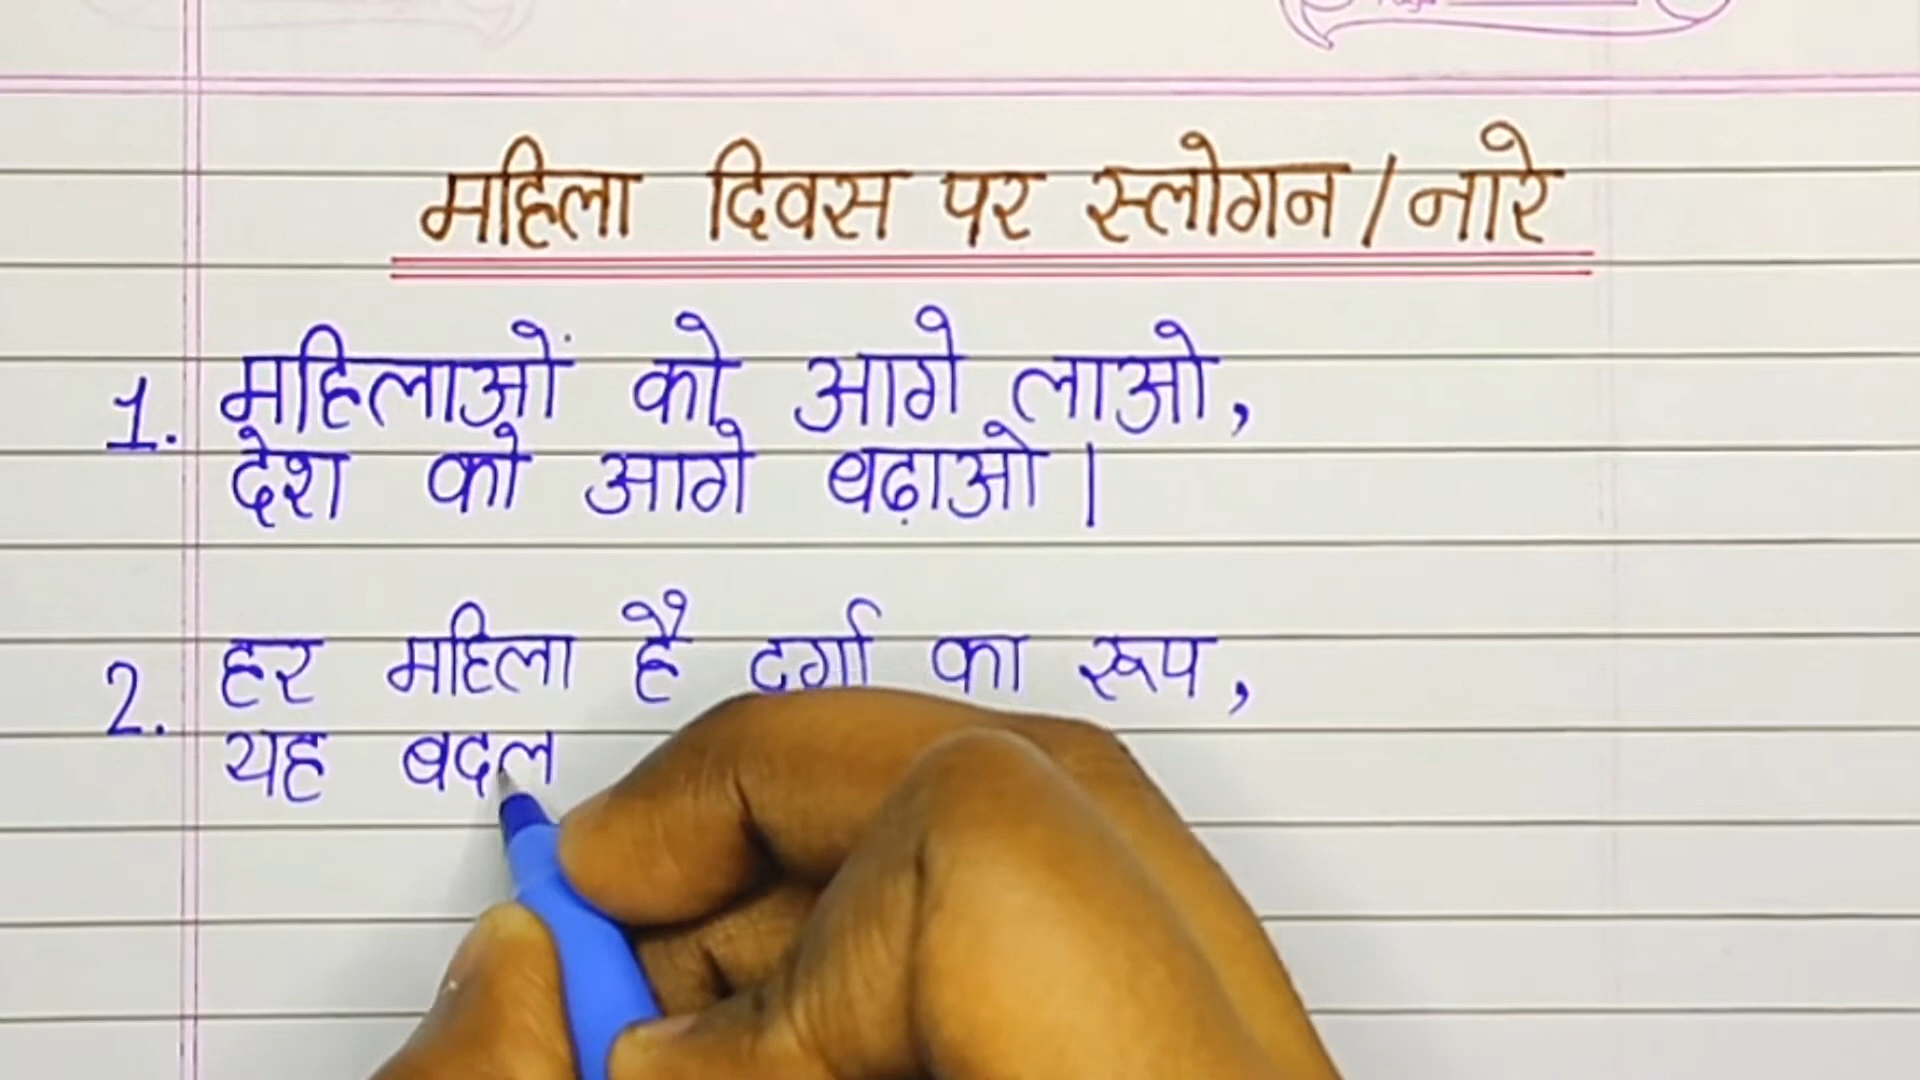 महिला दिवस पर स्लोगन/नारे
1. महिलाओं को आगे लाओ,
देश को आगे बढ़ाओ।
2. हर महिला है दुर्गा का रूप,
यह बदल